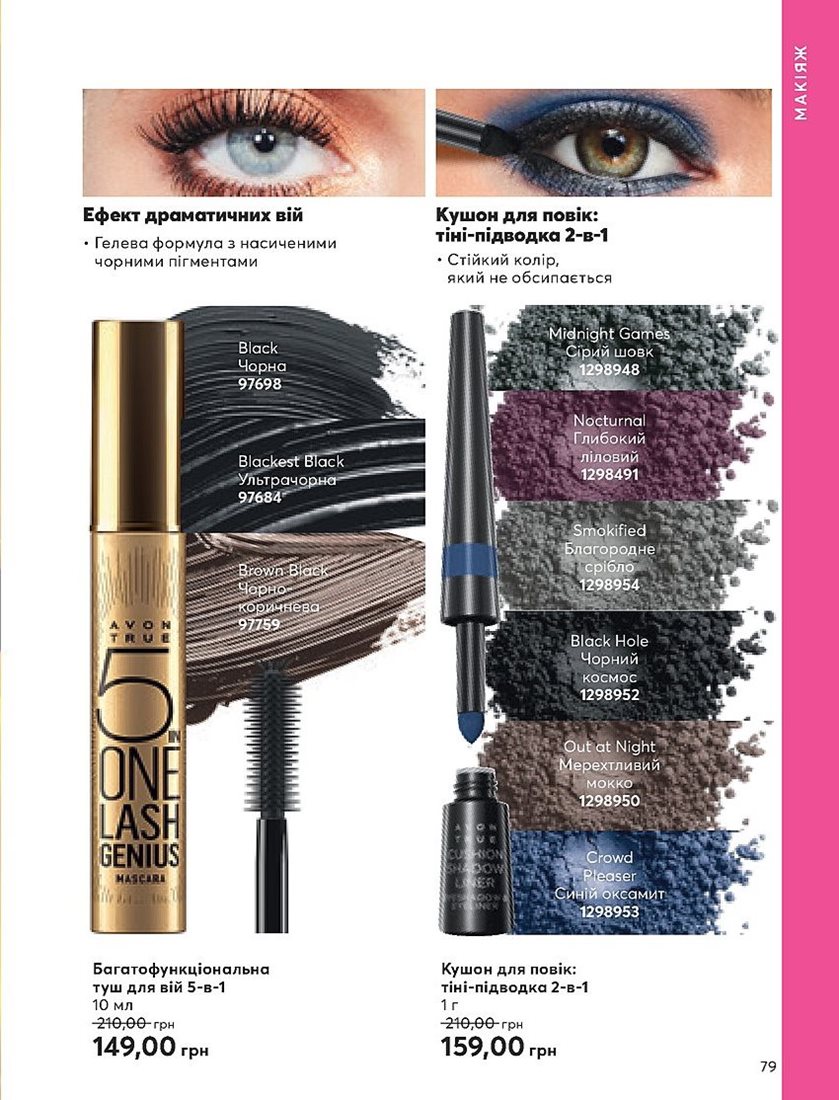 МАКІЯЖ
Ефект драматичних вій
• Гелева формула з насиченими
чорними пігментами
Кушон для повік:
тіні-підводка 2-в-1
• Стійкий колір,
який не обсипається
Black
Чорна
97698
Blackest Black
Ультрачорна
97684
Brown Black
Чорно-
коричнева
97759
AVON
TRUE
5
IN
ONE
LASH
GENIUS
MASCARA
Midnight Games
Сірий шовк
1298948
Nocturnal
Глибокий
ліловий
1298491
Smokified
Благородне
срібло
1298954
Black Hole
Чорний
космос
1298952
Out at Night
Мерехтливий
мокко
1298950
Crowd
Pleaser
Синій оксамит
1298953
AVON
TRUE
CUSHION
SHADOW
LINER
EYESHADOW &
EYELINER
Багатофункціональна
туш для вій 5-в-1
10 мл
210,00 грн
149,00 грн
Кушон для повік:
тіні-підводка 2-в-1
1 г
210,00 грн
159,00 грн
79